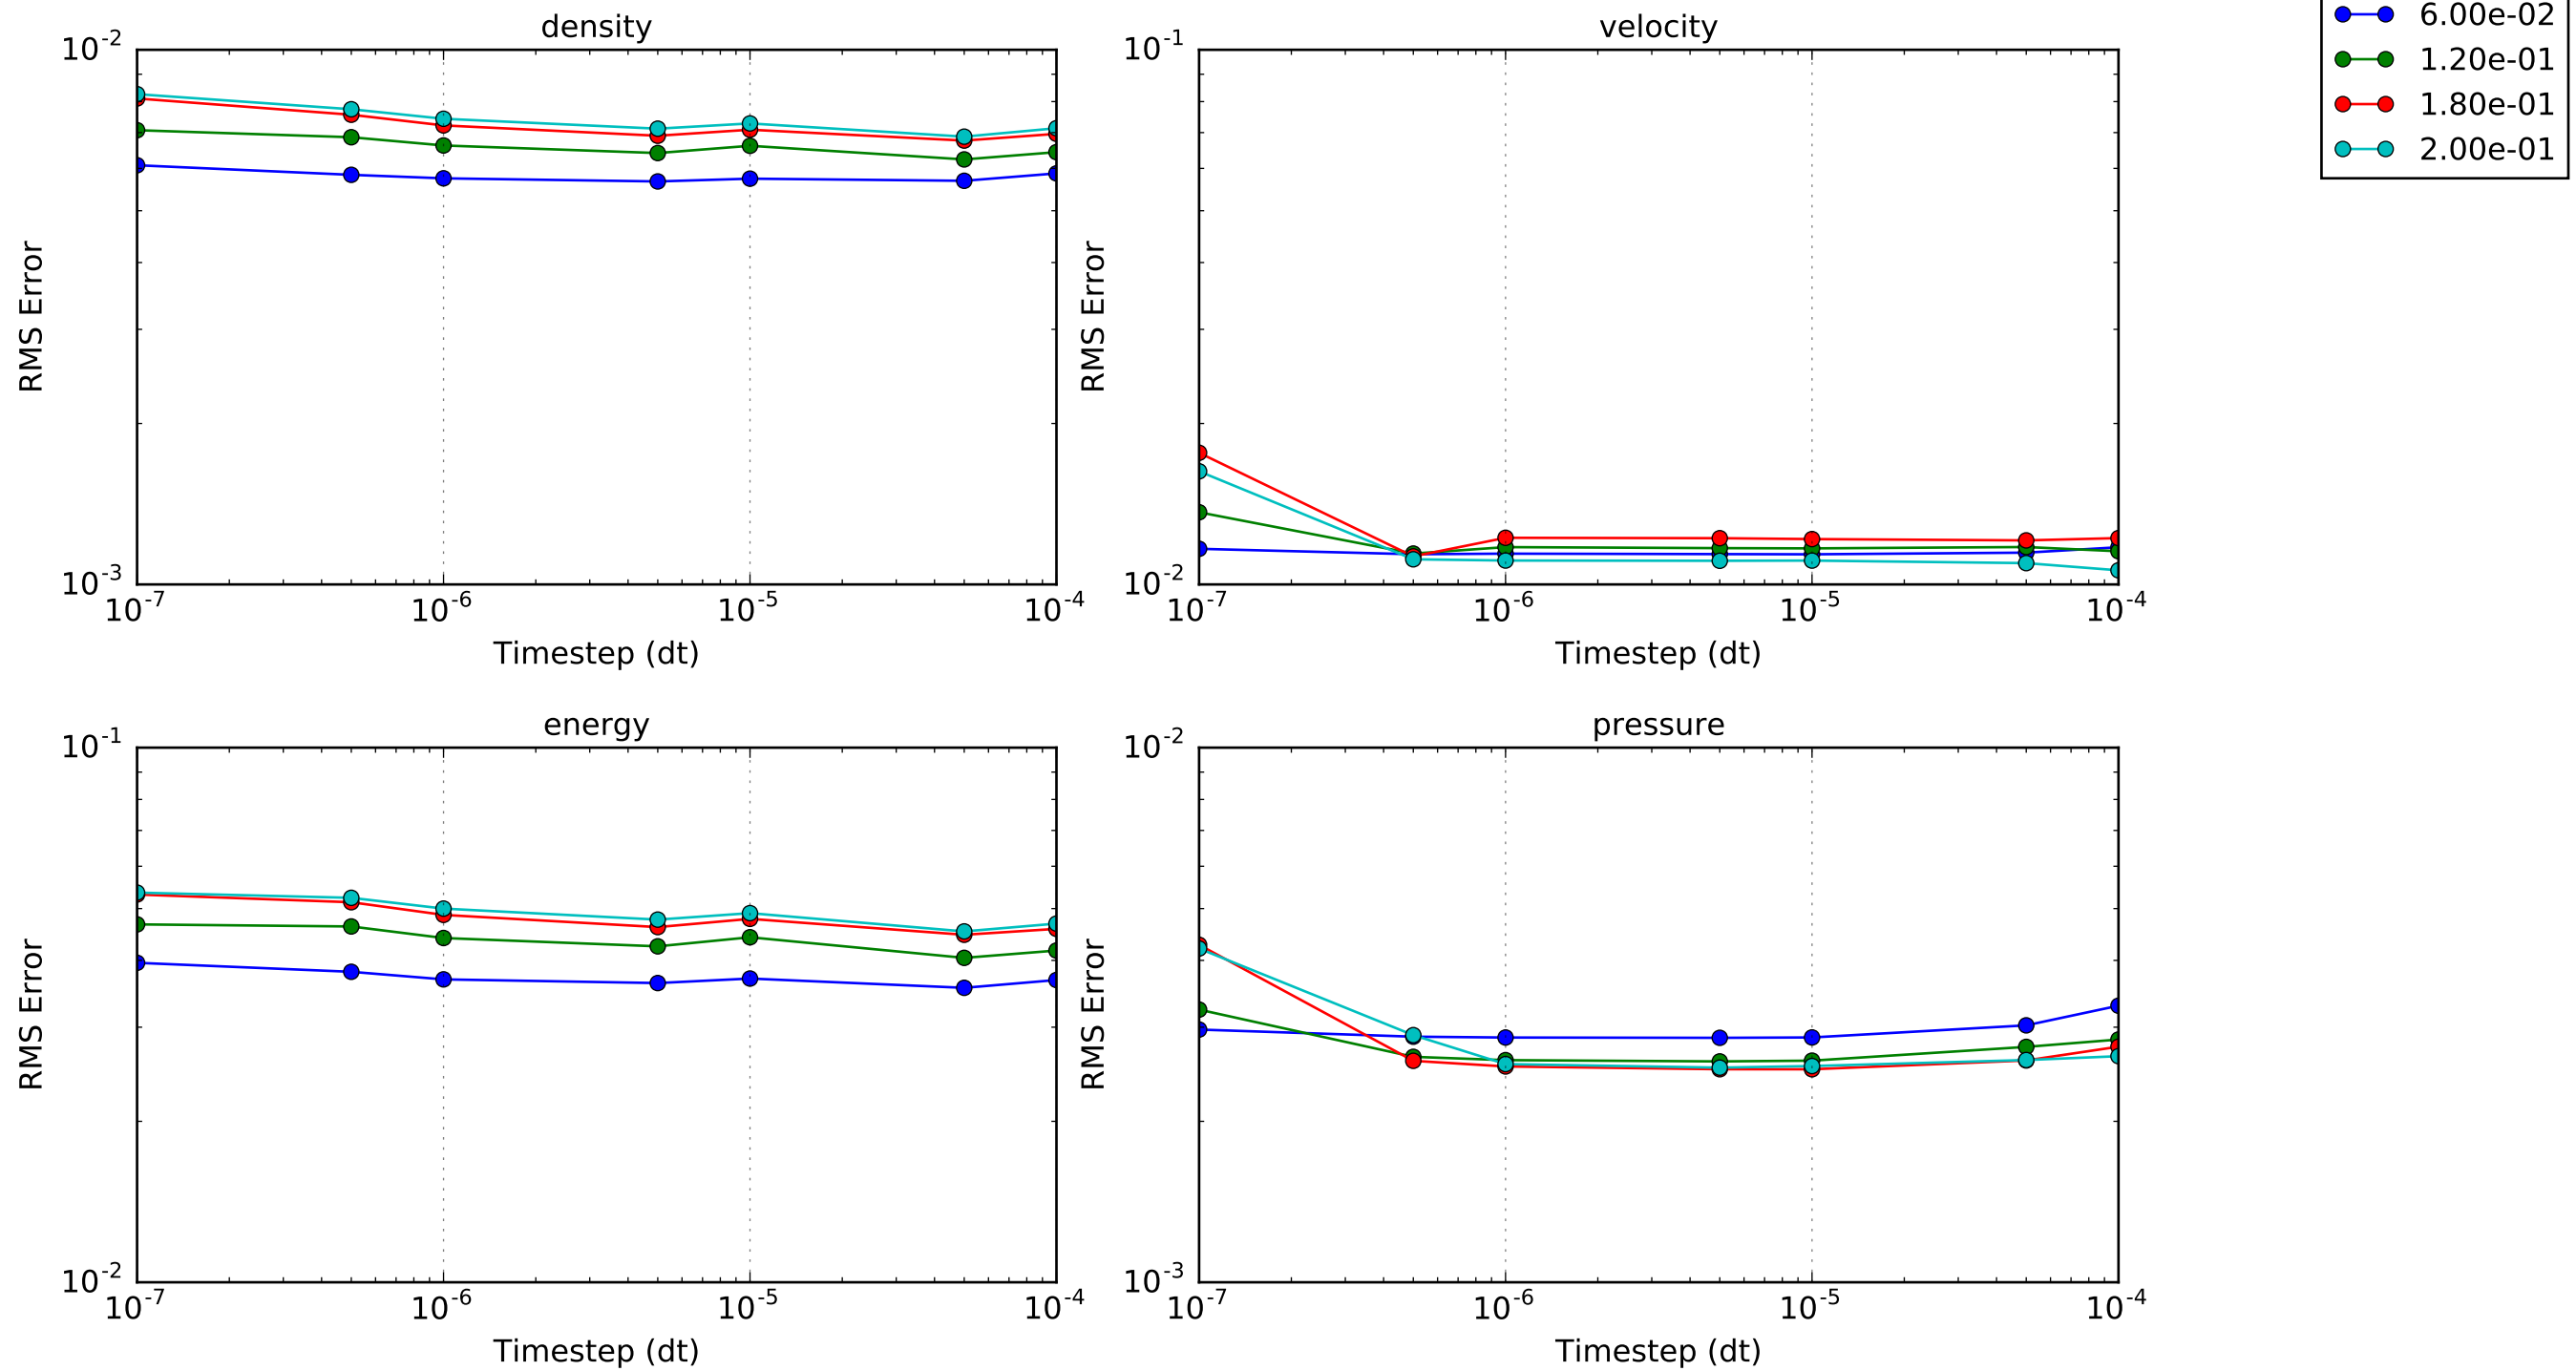 density
10⁻²
10⁻³
RMS Error
10⁻⁷ 10⁻⁶ 10⁻⁵ 10⁻⁴
Timestep (dt)
velocity
10⁻¹
10⁻²
RMS Error
10⁻⁷ 10⁻⁶ 10⁻⁵ 10⁻⁴
Timestep (dt)
6.00e-02
1.20e-01
1.80e-01
2.00e-01
energy
10⁻¹
10⁻²
RMS Error
10⁻⁷ 10⁻⁶ 10⁻⁵ 10⁻⁴
Timestep (dt)
pressure
10⁻²
10⁻³
RMS Error
10⁻⁷ 10⁻⁶ 10⁻⁵ 10⁻⁴
Timestep (dt)